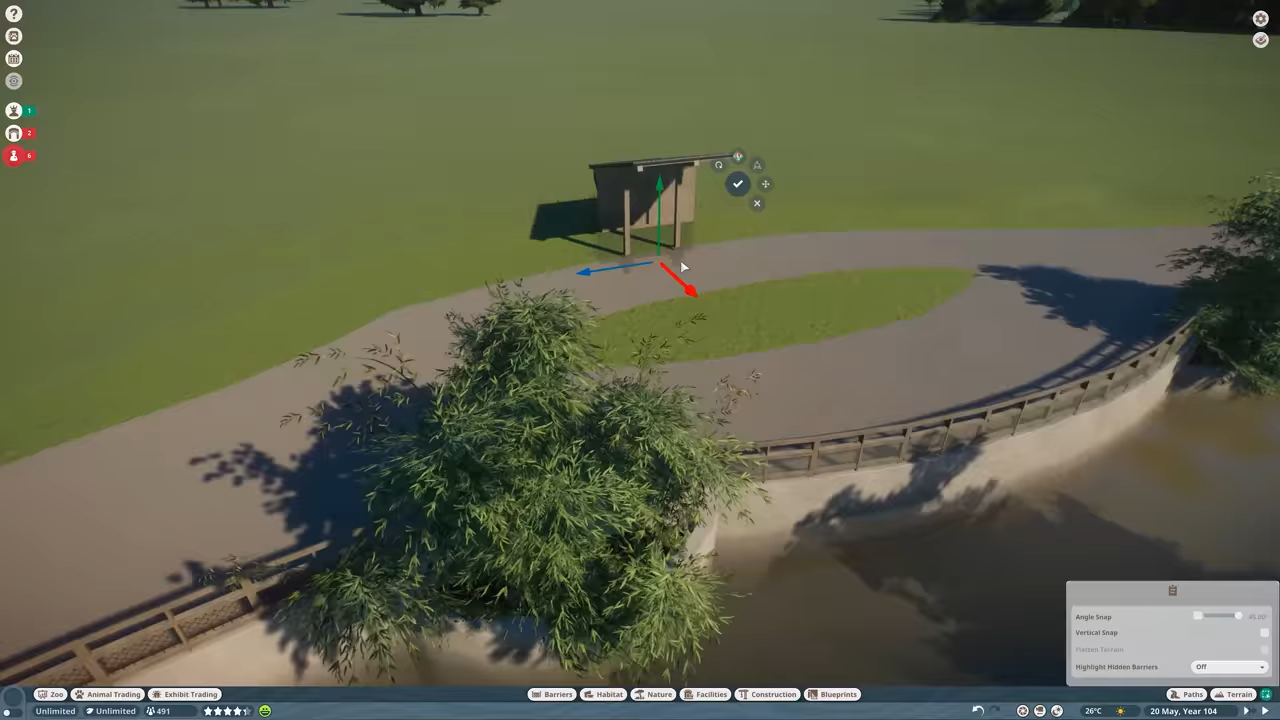 ?
1
2
6
Angle Snap 45.00°
Vertical Snap
Flatten Terrain
Highlight Hidden Barriers Off
Zoo Animal Trading Exhibit Trading Barriers Habitat Nature Facilities Construction Blueprints Paths Terrain
Unlimited Unlimited 491 26°C 20 May, Year 104